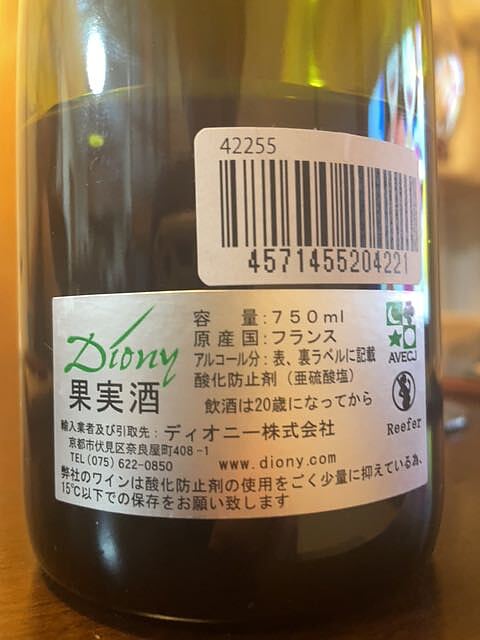 42255
4571455204221
Diony
果実酒
容　量:750ml
原産国:フランス
アルコール分:表、裏ラベルに記載
酸化防止剤（亜硫酸塩）
飲酒は20歳になってから
AVECJ
Reefer
輸入業者及び引取先：ディオニー株式会社
京都市伏見区奈良屋町408-1
TEL(075) 622-0850　www.diony.com
弊社のワインは酸化防止剤の使用をごく少量に抑えている為、
15℃以下での保存をお願い致します